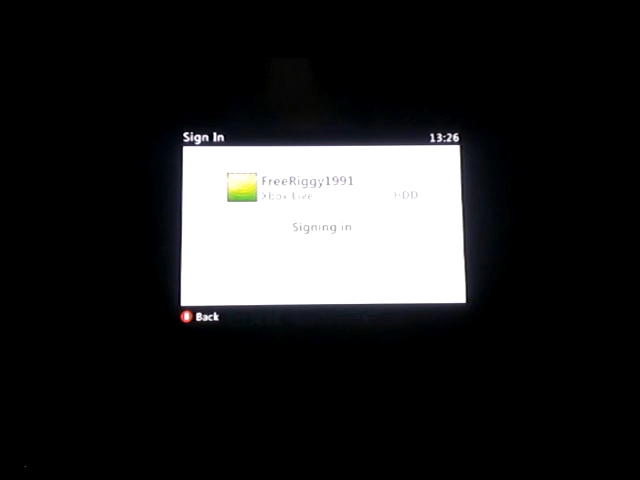 Sign In 13:26
FreeRiggy1991
Xbox Live HDD
Signing in
B Back